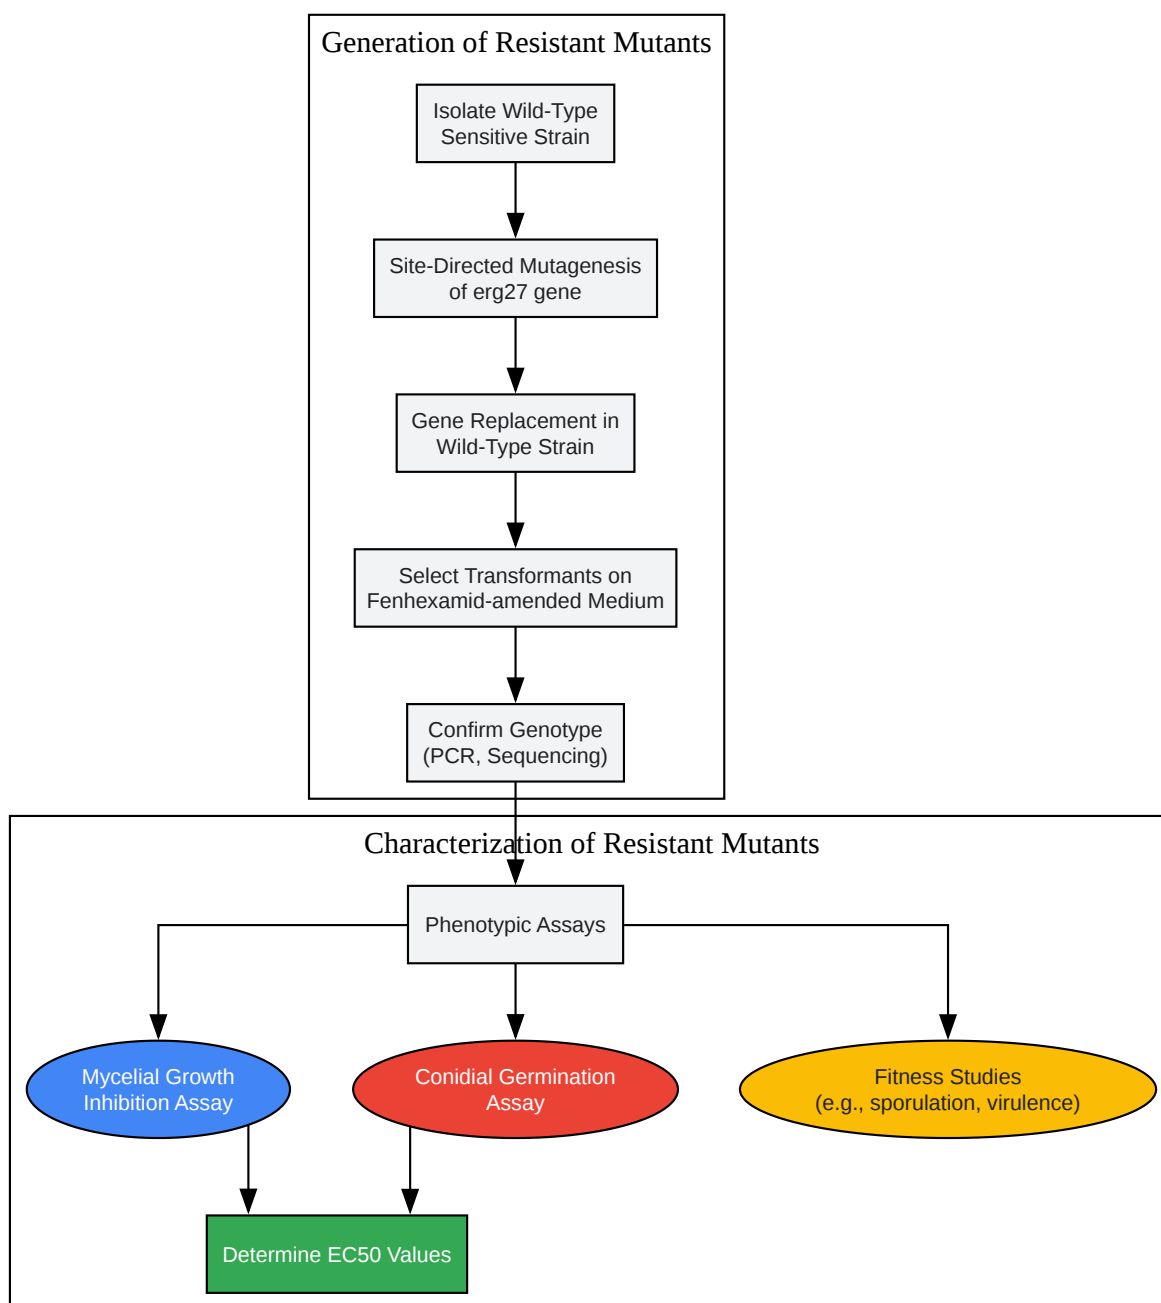 Generation of Resistant Mutants
Isolate Wild-Type
Sensitive Strain
Site-Directed Mutagenesis
of erg27 gene
Gene Replacement in
Wild-Type Strain
Select Transformants on
Fenhexamid-amended Medium
Confirm Genotype
(PCR, Sequencing)
Characterization of Resistant Mutants
Phenotypic Assays
Mycelial Growth
Inhibition Assay
Conidial Germination
Assay
Fitness Studies
(e.g., sporulation, virulence)
Determine EC50 Values